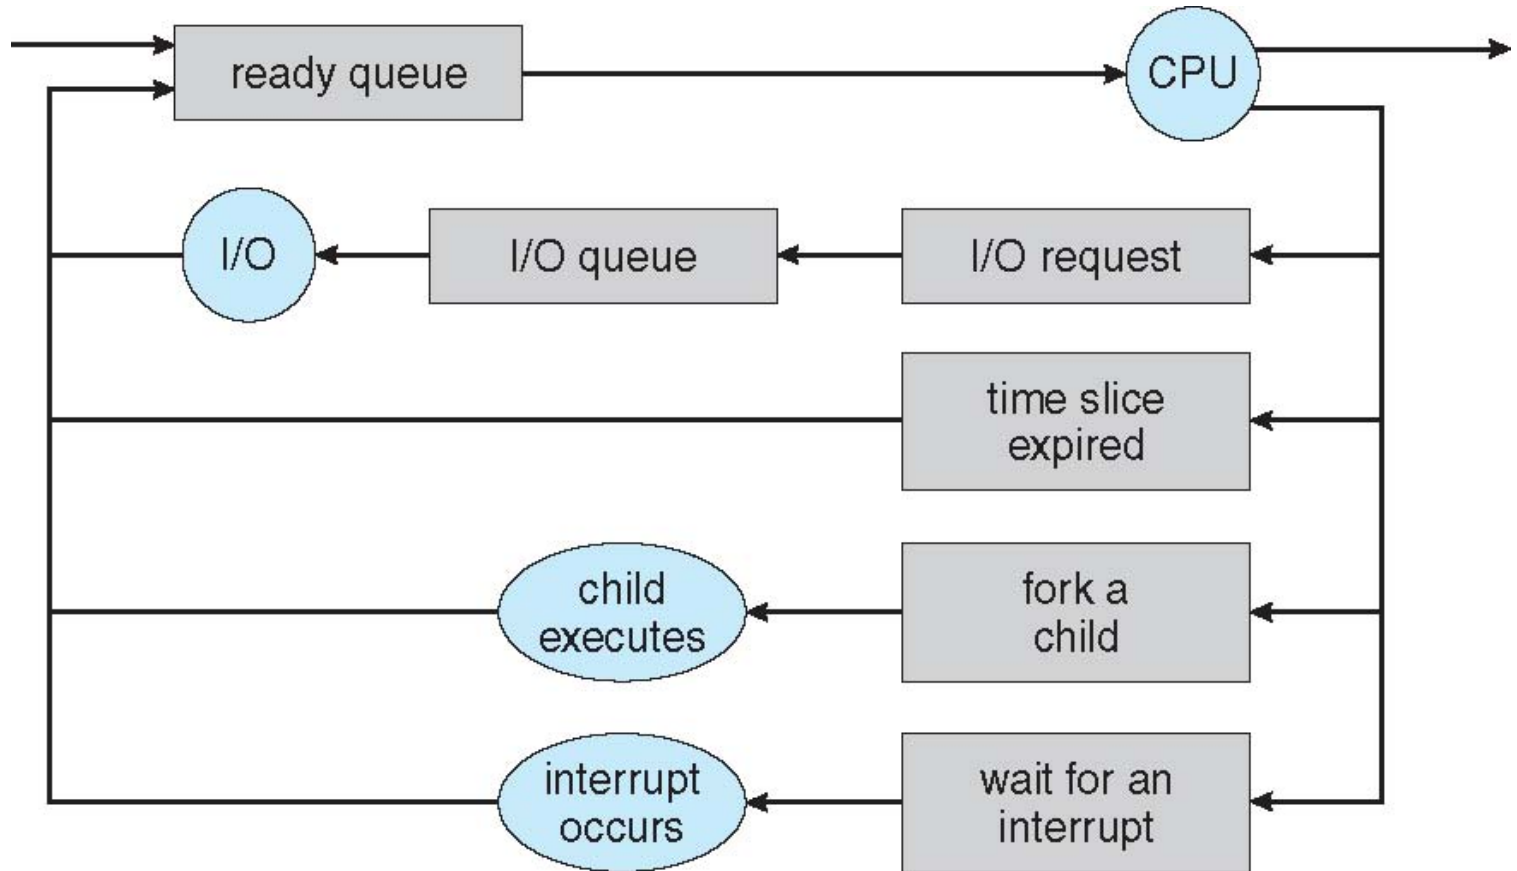 ready queue
CPU
I/O
I/O queue
I/O request
time slice
expired
child
executes
fork a
child
interrupt
occurs
wait for an
interrupt